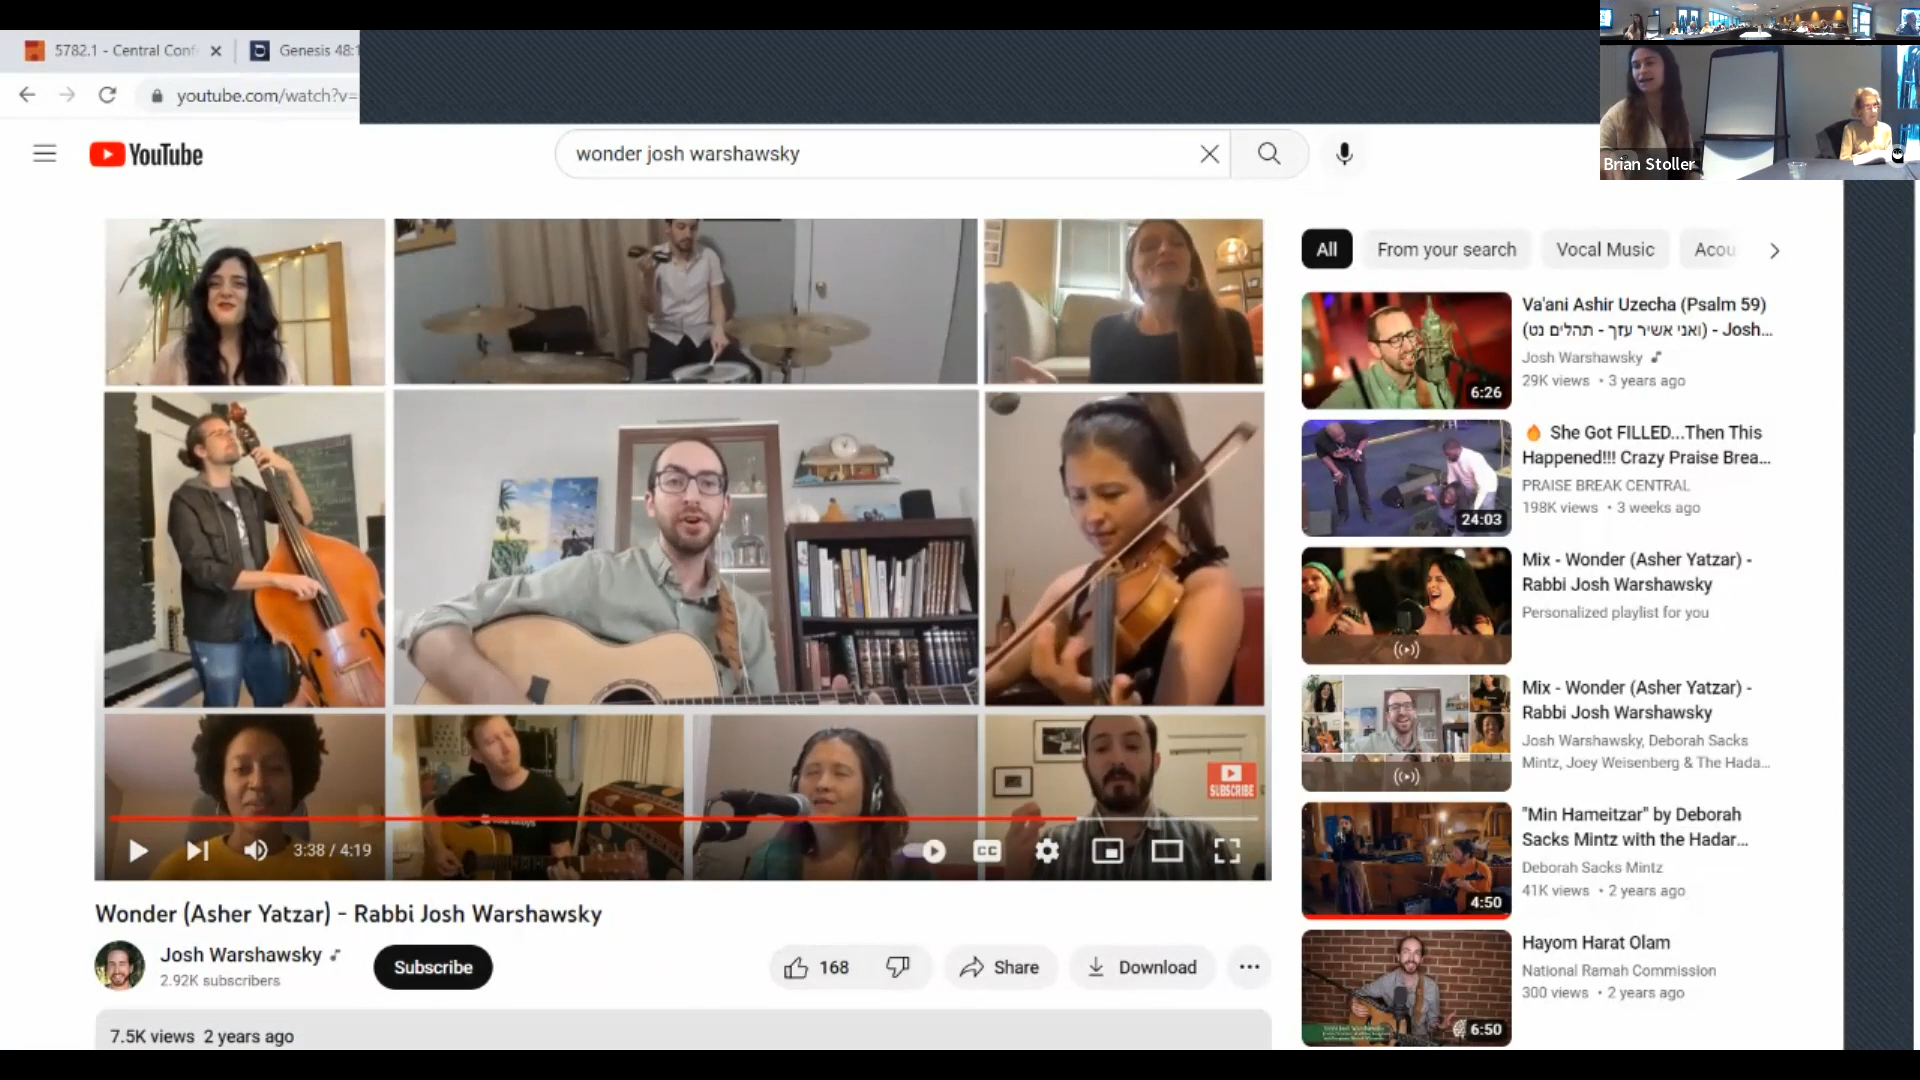 5782.1 - Central Conf
Genesis 48:1
youtube.com/watch?v=
Brian Stoller
YouTube
wonder josh warshawsky
All
From your search
Vocal Music
Acou
Va'ani Ashir Uzecha (Psalm 59)
(ואני אשיר עזך - תהלים נט) - Josh...
Josh Warshawsky
29K views • 3 years ago
6:26
🔥 She Got FILLED...Then This
Happened!!! Crazy Praise Brea...
PRAISE BREAK CENTRAL
198K views • 3 weeks ago
24:03
Mix - Wonder (Asher Yatzar) -
Rabbi Josh Warshawsky
Personalized playlist for you
Mix - Wonder (Asher Yatzar) -
Rabbi Josh Warshawsky
Josh Warshawsky, Deborah Sacks
Mintz, Joey Weisenberg & The Hada...
"Min Hameitzar" by Deborah
Sacks Mintz with the Hadar...
Deborah Sacks Mintz
41K views • 2 years ago
4:50
Hayom Harat Olam
National Ramah Commission
300 views • 2 years ago
6:50
SUBSCRIBE
3:38 / 4:19
CC
Wonder (Asher Yatzar) - Rabbi Josh Warshawsky
Josh Warshawsky
2.92K subscribers
Subscribe
168
Share
Download
7.5K views 2 years ago